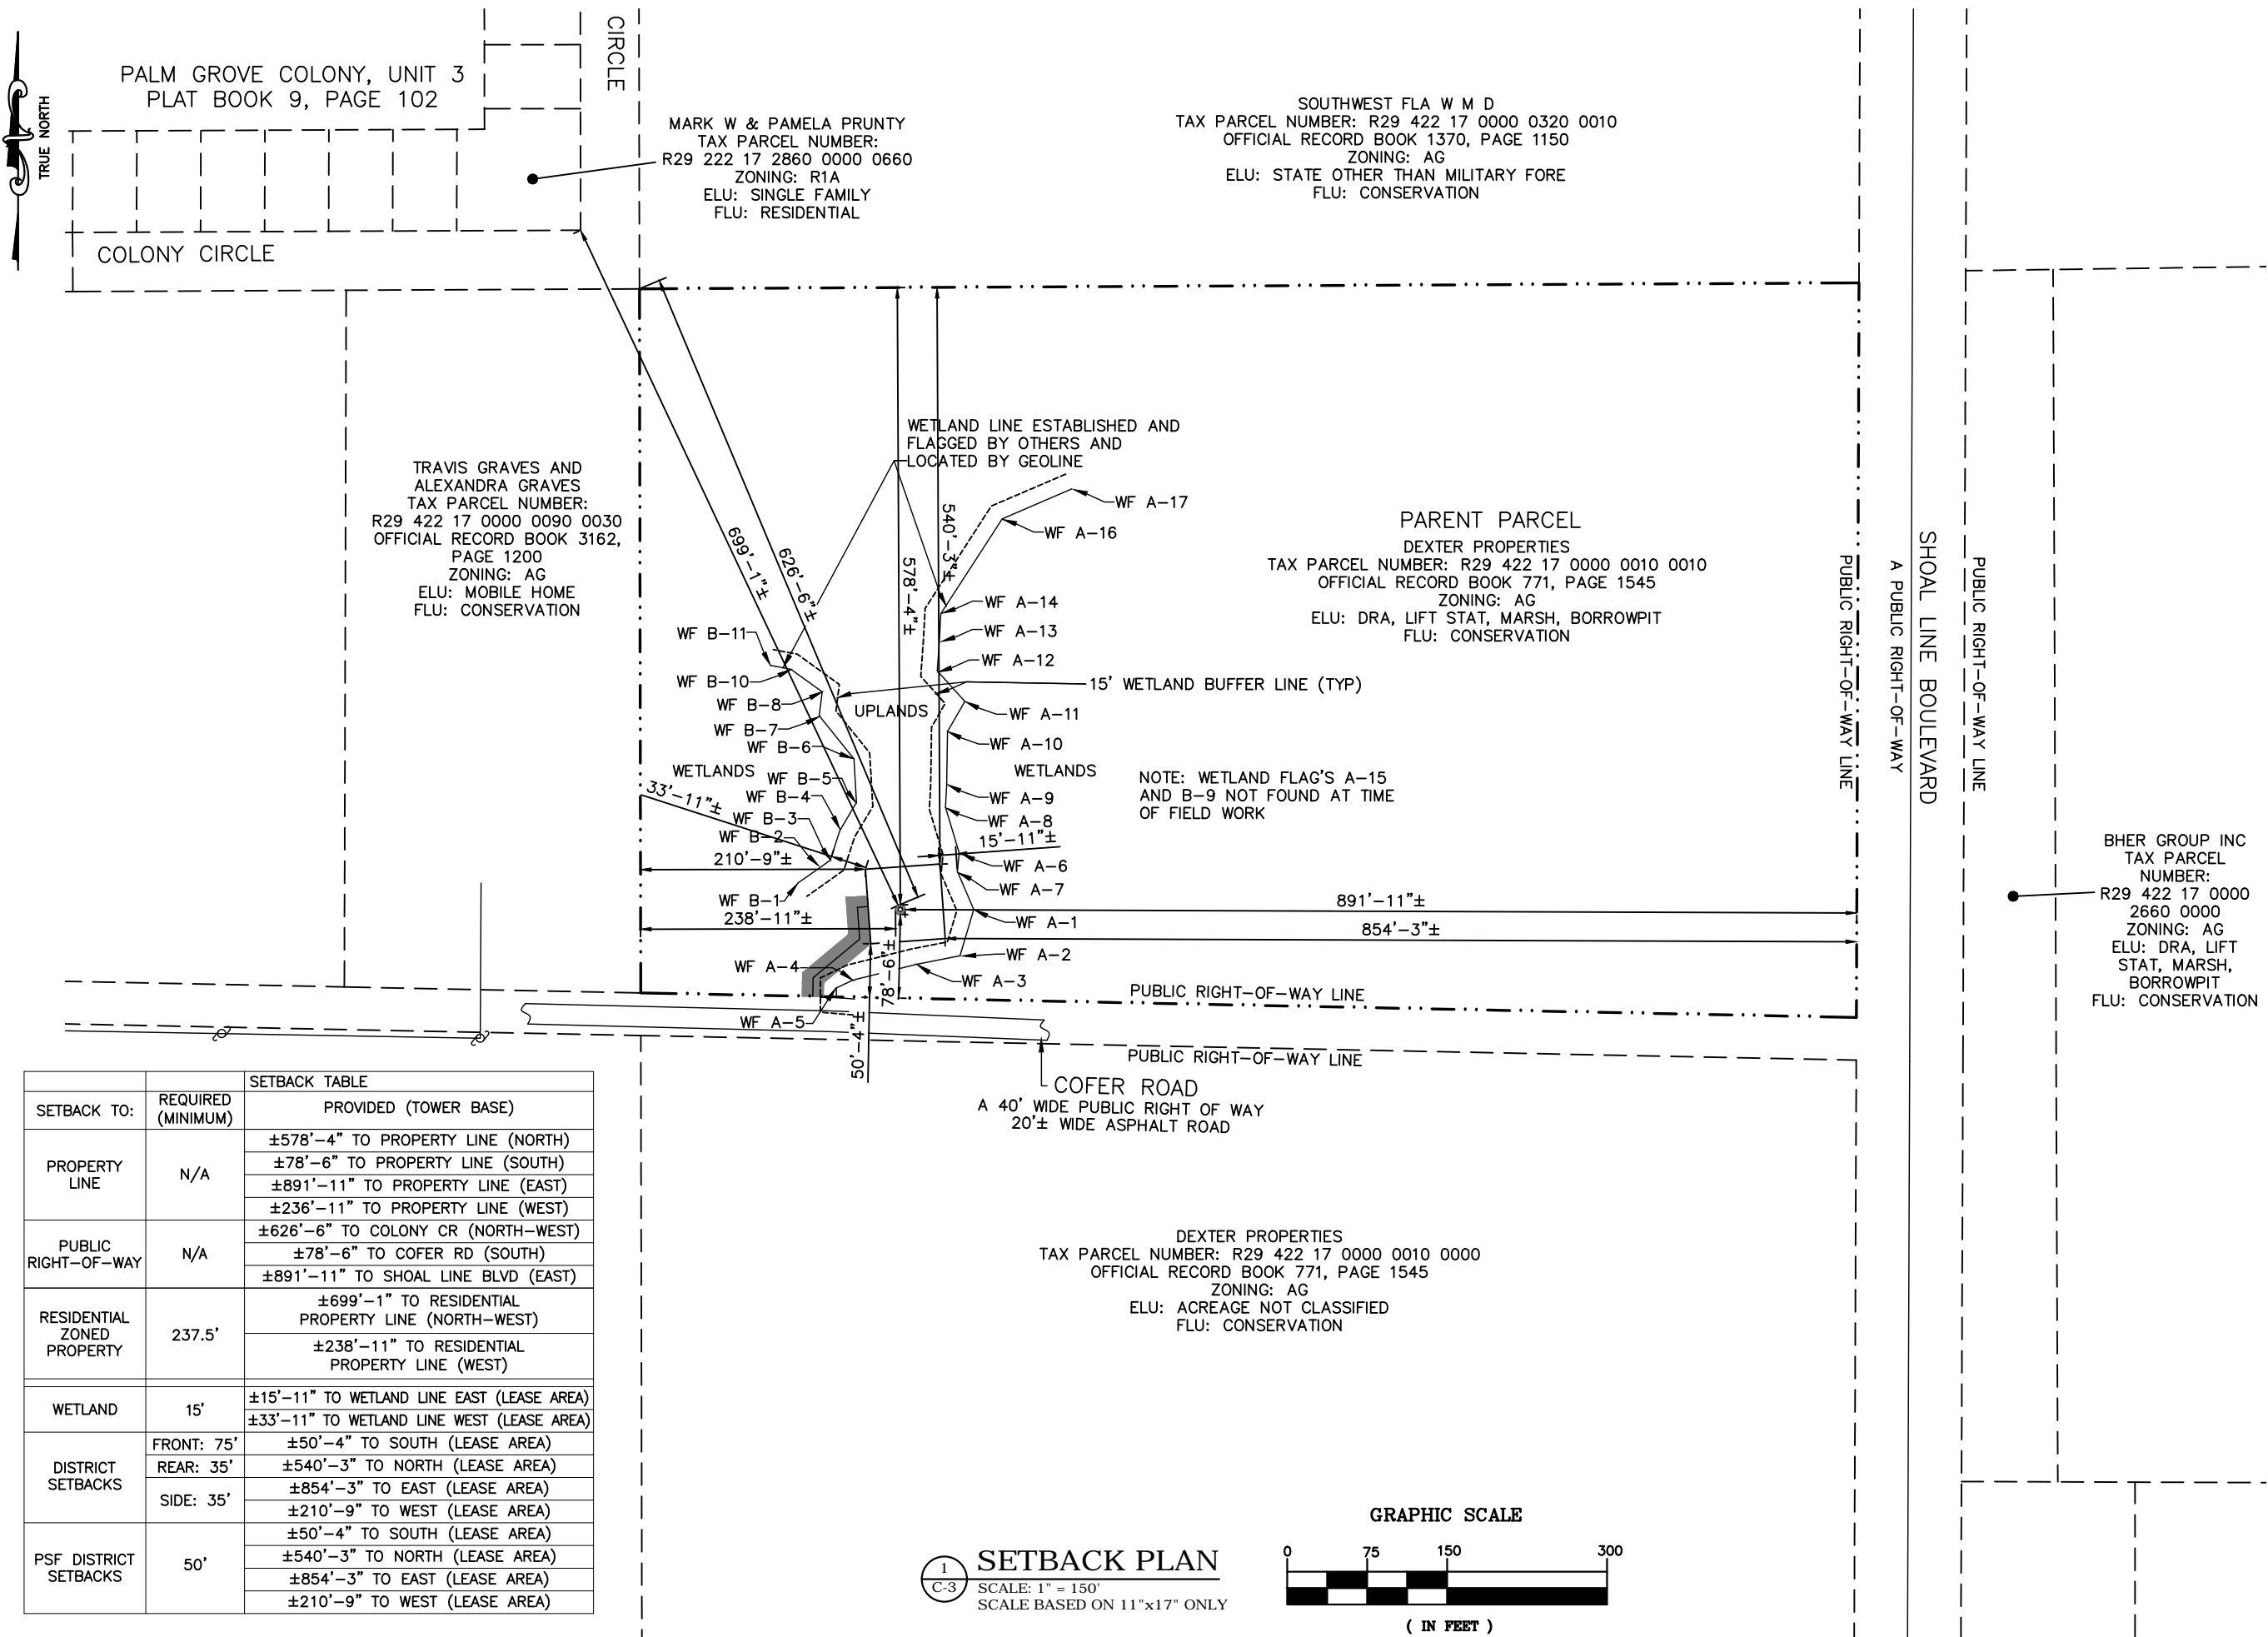 CIRCLE
PALM GROVE COLONY, UNIT 3
PLAT BOOK 9, PAGE 102
TRUE NORTH
COLONY CIRCLE
MARK W & PAMELA PRUNTY
TAX PARCEL NUMBER:
R29 222 17 2860 0000 0660
ZONING: R1A
ELU: SINGLE FAMILY
FLU: RESIDENTIAL
SOUTHWEST FLA W M D
TAX PARCEL NUMBER: R29 422 17 0000 0320 0010
OFFICIAL RECORD BOOK 1370, PAGE 1150
ZONING: AG
ELU: STATE OTHER THAN MILITARY FORE
FLU: CONSERVATION
TRAVIS GRAVES AND
ALEXANDRA GRAVES
TAX PARCEL NUMBER:
R29 422 17 0000 0090 0030
OFFICIAL RECORD BOOK 3162,
PAGE 1200
ZONING: AG
ELU: MOBILE HOME
FLU: CONSERVATION
WETLAND LINE ESTABLISHED AND
FLAGGED BY OTHERS AND
LOCATED BY GEOLINE
699'-1"±
626'-6"±
578'-4"±
540'-3"±
WF A-17
WF A-16
WF A-14
WF A-13
WF A-12
15' WETLAND BUFFER LINE (TYP)
WF A-11
WF A-10
WETLANDS
WF A-9
WF A-8
15'-11"±
WF A-6
WF A-7
WF A-1
WF A-2
WF A-3
WF B-11
WF B-10
WF B-8
WF B-7
WF B-6
UPLANDS
WETLANDS
WF B-5
WF B-4
33'-11"±
WF B-3
WF B-2
210'-9"±
WF B-1
238'-11"±
WF A-4
WF A-5
78'-6"±
50'-4"±
891'-11"±
854'-3"±
NOTE: WETLAND FLAG'S A-15
AND B-9 NOT FOUND AT TIME
OF FIELD WORK
PARENT PARCEL
DEXTER PROPERTIES
TAX PARCEL NUMBER: R29 422 17 0000 0010 0010
OFFICIAL RECORD BOOK 771, PAGE 1545
ZONING: AG
ELU: DRA, LIFT STAT, MARSH, BORROWPIT
FLU: CONSERVATION
PUBLIC RIGHT-OF-WAY LINE
A PUBLIC RIGHT-OF-WAY
SHOAL LINE BOULEVARD
PUBLIC RIGHT-OF-WAY LINE
BHER GROUP INC
TAX PARCEL
NUMBER:
R29 422 17 0000
2660 0000
ZONING: AG
ELU: DRA, LIFT
STAT, MARSH,
BORROWPIT
FLU: CONSERVATION
PUBLIC RIGHT-OF-WAY LINE
PUBLIC RIGHT-OF-WAY LINE
COFER ROAD
A 40' WIDE PUBLIC RIGHT OF WAY
20'± WIDE ASPHALT ROAD
DEXTER PROPERTIES
TAX PARCEL NUMBER: R29 422 17 0000 0010 0000
OFFICIAL RECORD BOOK 771, PAGE 1545
ZONING: AG
ELU: ACREAGE NOT CLASSIFIED
FLU: CONSERVATION
SETBACK TABLE
SETBACK TO:
REQUIRED
(MINIMUM)
PROVIDED (TOWER BASE)
PROPERTY
LINE
N/A
±578'-4" TO PROPERTY LINE (NORTH)
±78'-6" TO PROPERTY LINE (SOUTH)
±891'-11" TO PROPERTY LINE (EAST)
±236'-11" TO PROPERTY LINE (WEST)
PUBLIC
RIGHT-OF-WAY
N/A
±626'-6" TO COLONY CR (NORTH-WEST)
±78'-6" TO COFER RD (SOUTH)
±891'-11" TO SHOAL LINE BLVD (EAST)
RESIDENTIAL
ZONED
PROPERTY
237.5'
±699'-1" TO RESIDENTIAL
PROPERTY LINE (NORTH-WEST)
±238'-11" TO RESIDENTIAL
PROPERTY LINE (WEST)
WETLAND
15'
±15'-11" TO WETLAND LINE EAST (LEASE AREA)
±33'-11" TO WETLAND LINE WEST (LEASE AREA)
DISTRICT
SETBACKS
FRONT: 75'
±50'-4" TO SOUTH (LEASE AREA)
REAR: 35'
±540'-3" TO NORTH (LEASE AREA)
SIDE: 35'
±854'-3" TO EAST (LEASE AREA)
±210'-9" TO WEST (LEASE AREA)
PSF DISTRICT
SETBACKS
50'
±50'-4" TO SOUTH (LEASE AREA)
±540'-3" TO NORTH (LEASE AREA)
±854'-3" TO EAST (LEASE AREA)
±210'-9" TO WEST (LEASE AREA)
1
C-3
SETBACK PLAN
SCALE: 1" = 150'
SCALE BASED ON 11"x17" ONLY
GRAPHIC SCALE
0 75 150 300
( IN FEET )